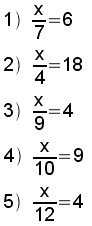 1) x/7=6
2) x/4=18
3) x/9=4
4) x/10=9
5) x/12=4